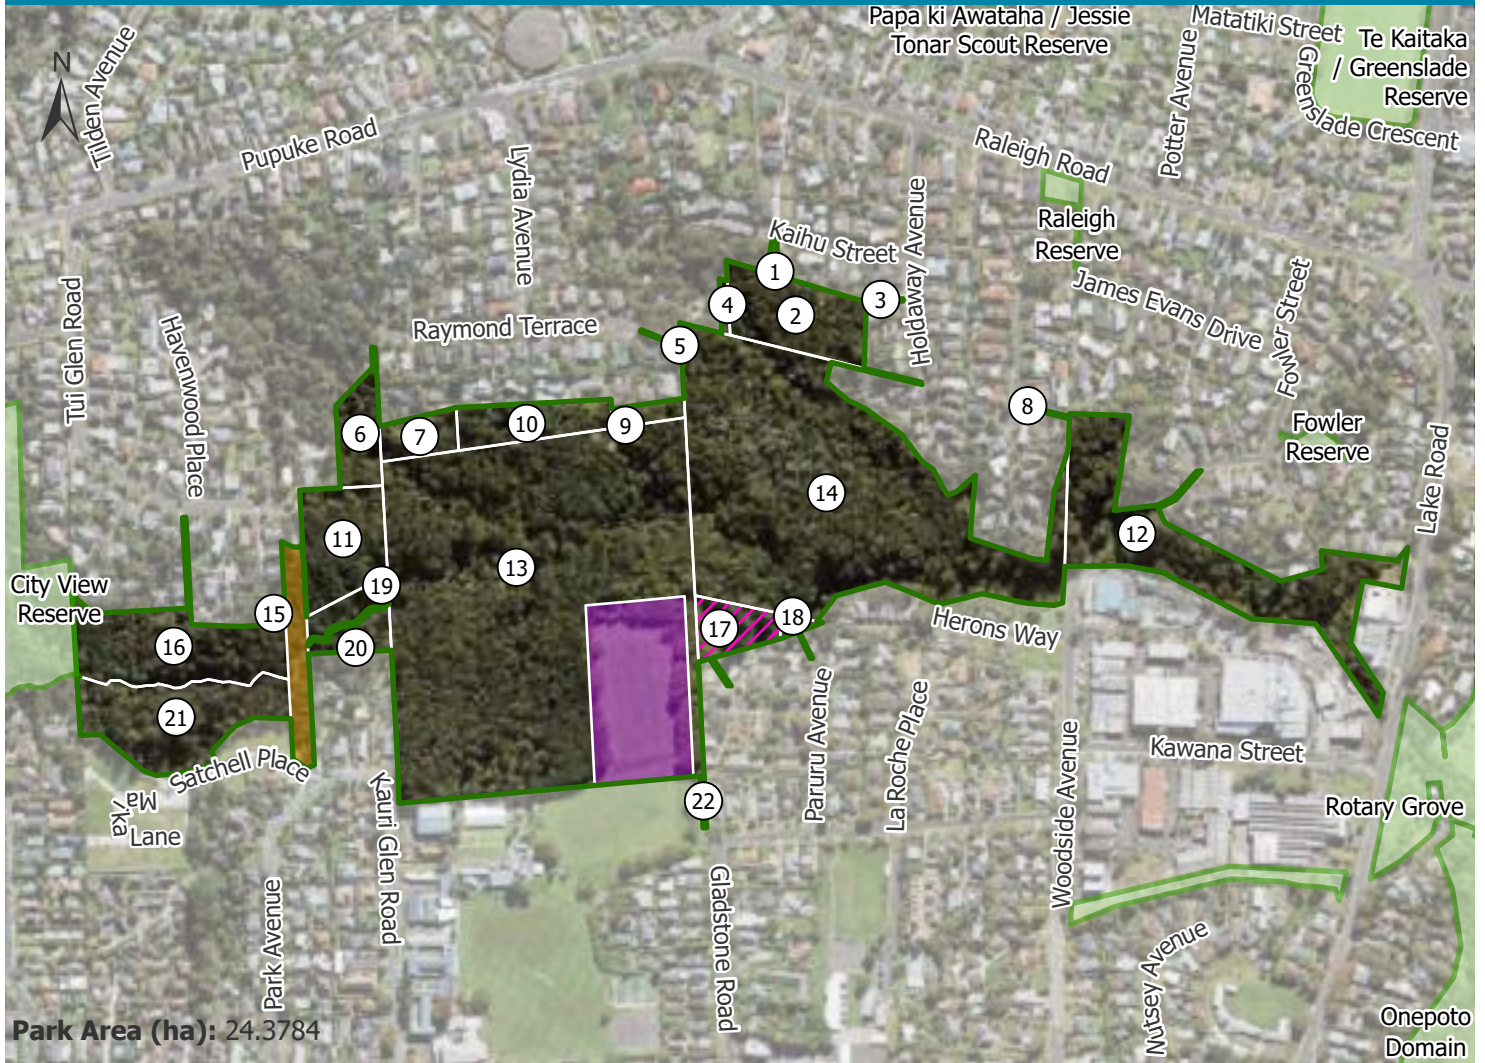 Papa ki Awataha / Jessie
Tonar Scout Reserve
Matatiki Street
Te Kaitaka
/ Greenslade
Reserve
Greenslade Crescent
N
Tilden Avenue
Pupuke Road
Lydia Avenue
Potter Avenue
Raleigh Road
Raleigh
Reserve
Kaihu Street
Holdaway Avenue
James Evans Drive
Fowler Street
Tui Glen Road
Havenwood Place
Raymond Terrace
1
2
3
4
5
6
7
8
9
10
Fowler
Reserve
Lake Road
11
12
13
14
City View
Reserve
15
16
17
18
19
20
21
22
Herons Way
Satchell Place
Ma'ka
Lane
Kauri Glen Road
Park Avenue
Gladstone Road
Paruru Avenue
La Roche Place
Woodside Avenue
Kawana Street
Rotary Grove
Nutsey Avenue
Onepoto
Domain
Park Area (ha): 24.3784